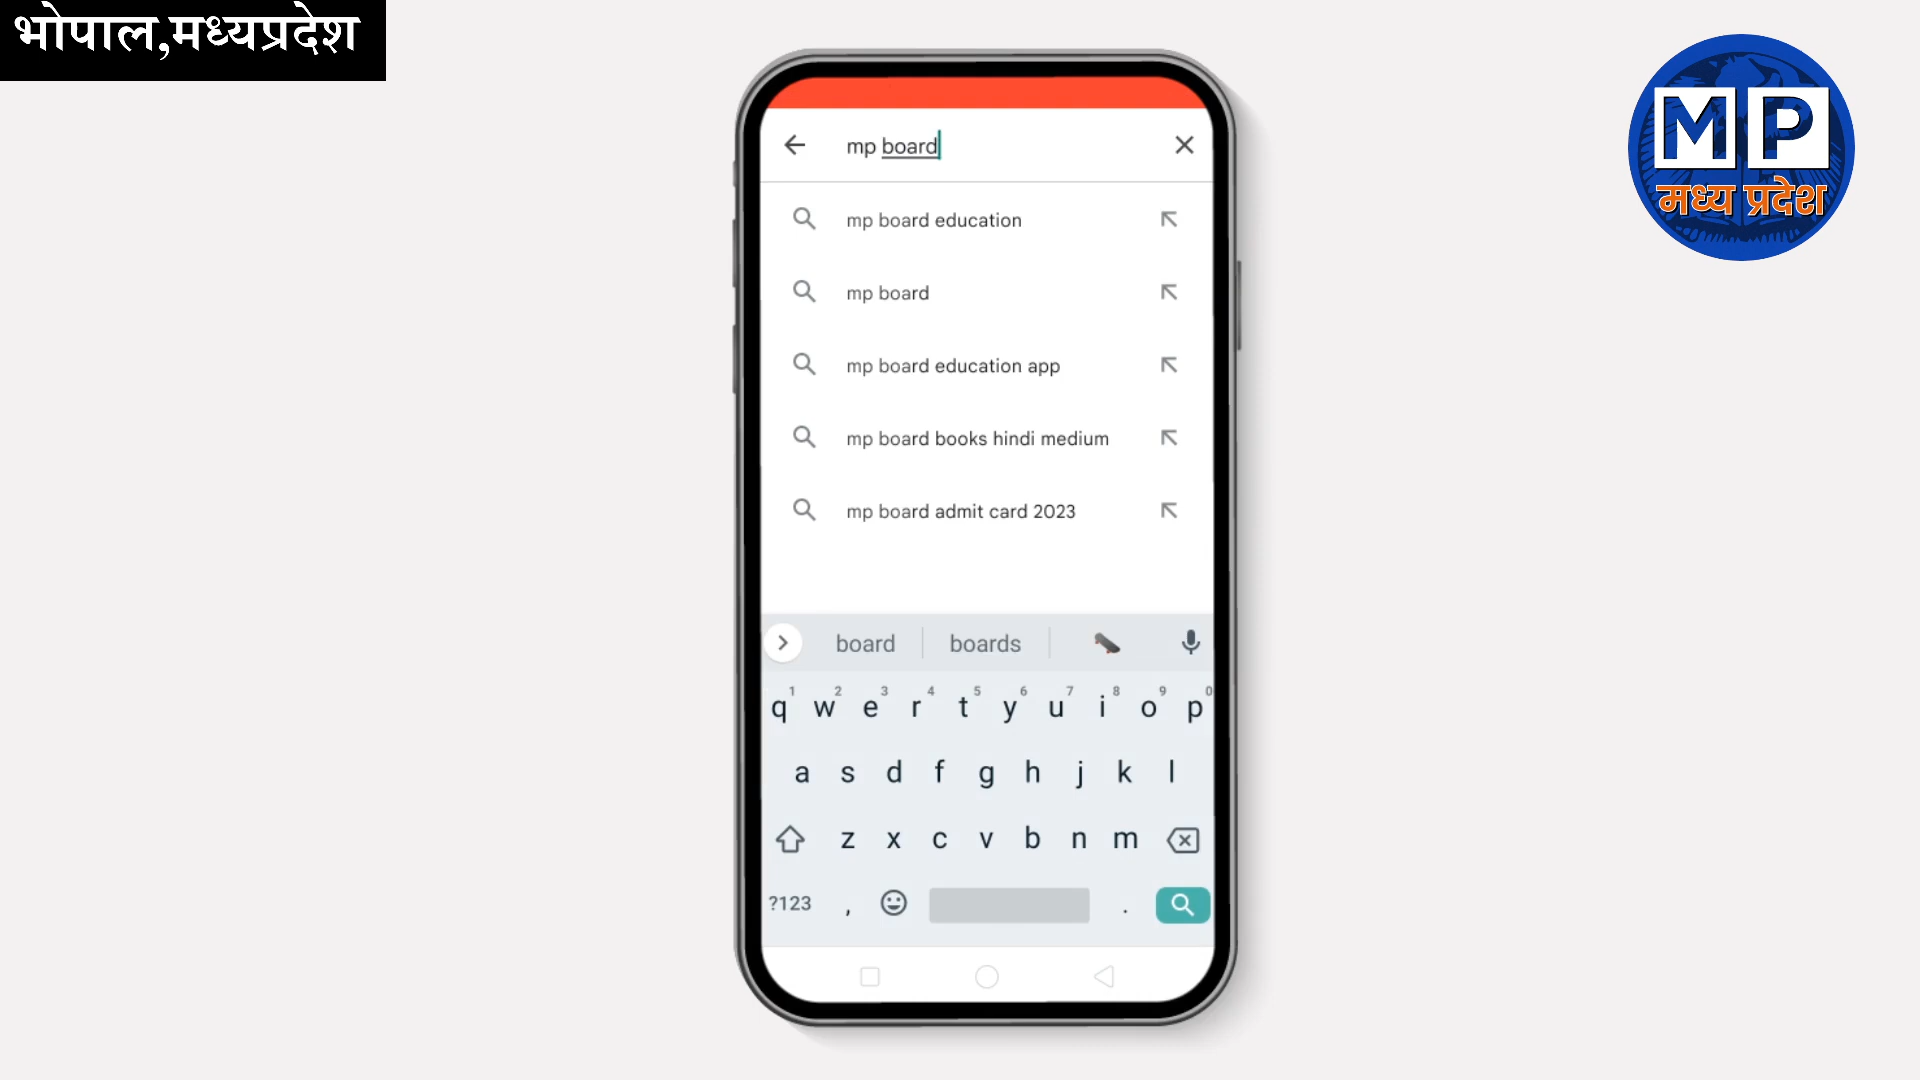 भोपाल,मध्यप्रदेश
MP
मध्य प्रदेश
mp board
mp board education
mp board
mp board education app
mp board books hindi medium
mp board admit card 2023
board boards
1 2 3 4 5 6 7 8 9 0
q w e r t y u i o p
a s d f g h j k l
z x c v b n m
?123 , .